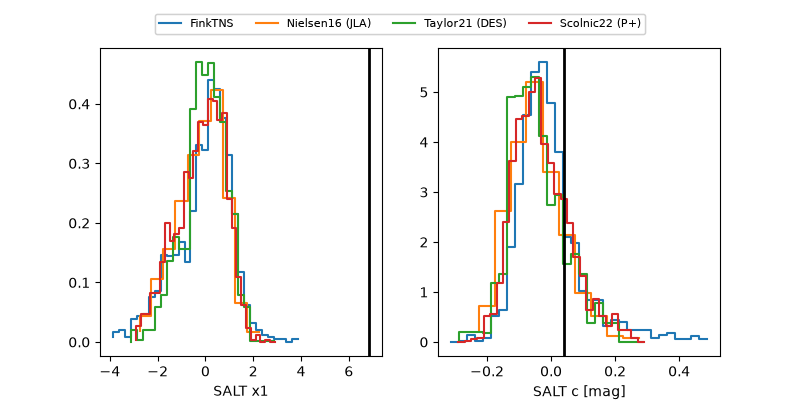 FinkTNS Nielsen16 (JLA) Taylor21 (DES) Scolnic22 (P+)
0.4
0.3
0.2
0.1
0.0
−4 −2 0 2 4 6
SALT x1
5
4
3
2
1
0
−0.2 0.0 0.2 0.4
SALT c [mag]